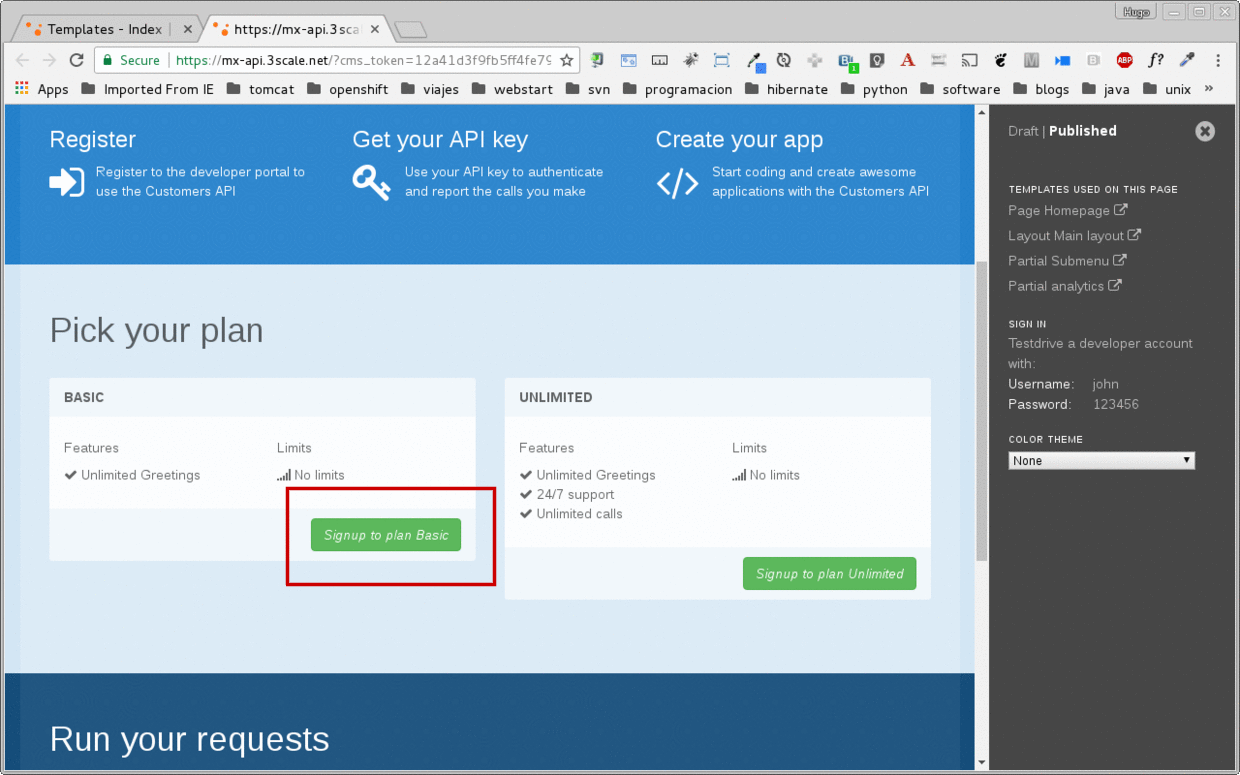 Hugo
Templates - Index
https://mx-api.3sca
Secure
https://mx-api.3scale.net/?cms_token=12a41d3f9fb5ff4fe79
ABP
f?
Apps
Imported From IE
tomcat
openshift
viajes
webstart
svn
programacion
hibernate
python
software
blogs
java
unix
»
Register
Register to the developer portal to
use the Customers API
Get your API key
Use your API key to authenticate
and report the calls you make
Create your app
Start coding and create awesome
applications with the Customers API
Pick your plan
BASIC
Features
Unlimited Greetings
Limits
No limits
Signup to plan Basic
UNLIMITED
Features
Unlimited Greetings
24/7 support
Unlimited calls
Limits
No limits
Signup to plan Unlimited
Run your requests
Draft | Published
TEMPLATES USED ON THIS PAGE
Page Homepage
Layout Main layout
Partial Submenu
Partial analytics
SIGN IN
Testdrive a developer account
with:
Username: john
Password: 123456
COLOR THEME
None